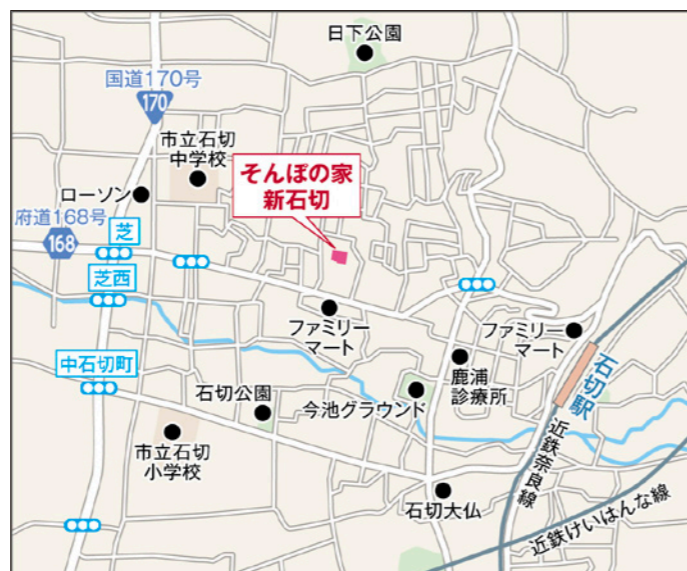 日下公園
国道170号
170
市立石切
中学校
そんぽの家
新石切
ローソン
府道168号
168
芝
芝西
ファミリー
マート
ファミリー
マート
中石切町
石切公園
今池グラウンド
鹿浦
診療所
石切駅
市立石切
小学校
近鉄奈良線
石切大仏
近鉄けいはんな線